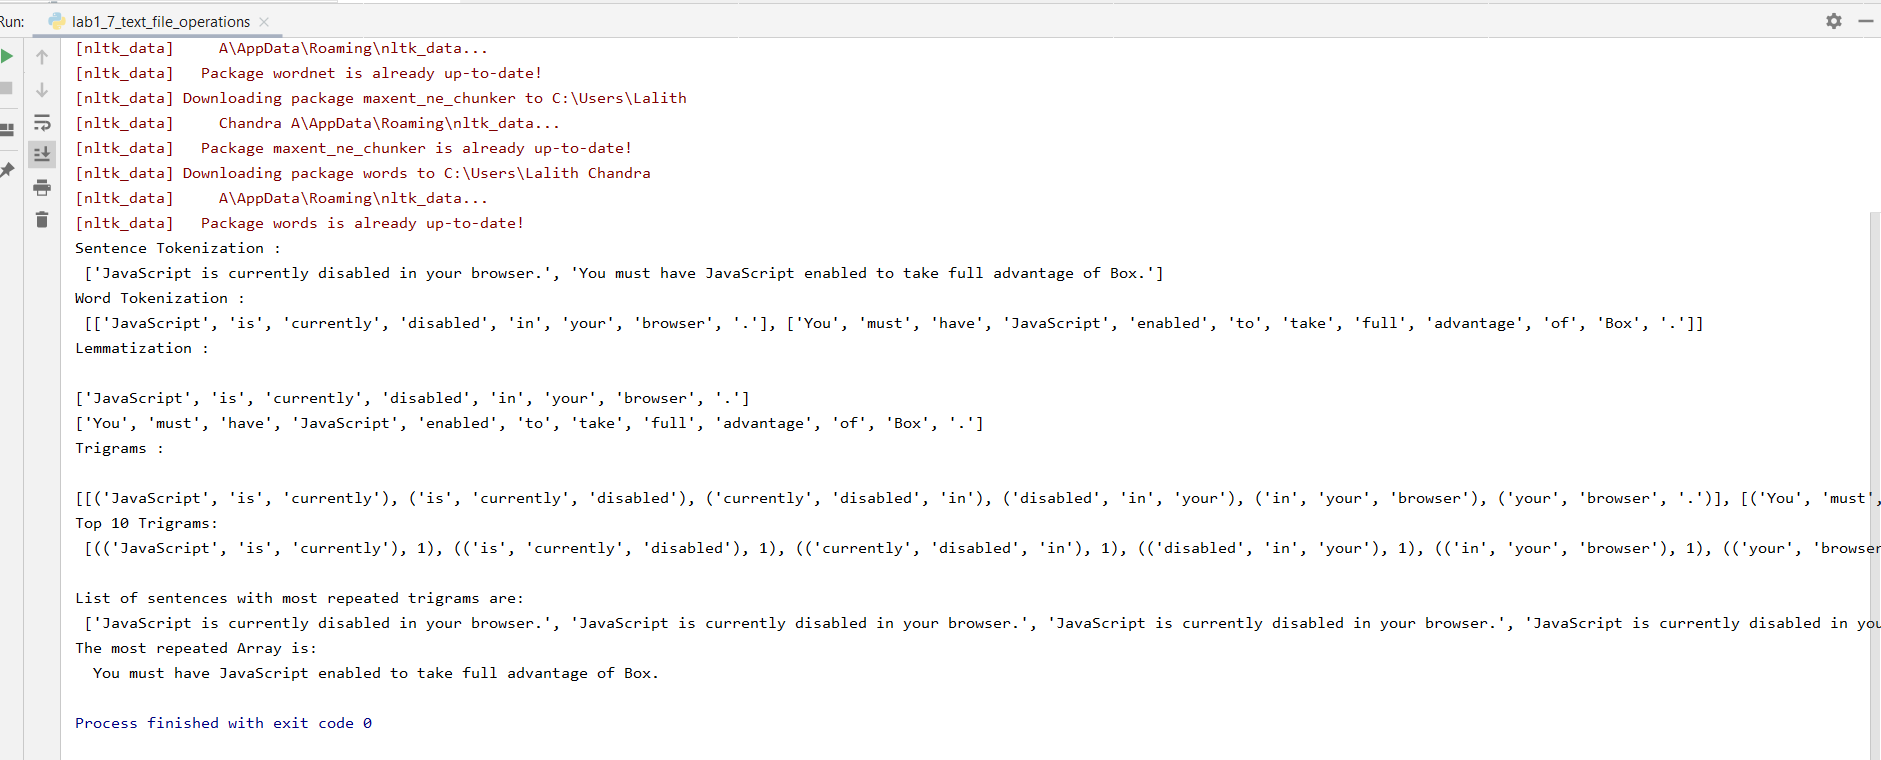 Run: lab1_7_text_file_operations
[nltk_data]     A\AppData\Roaming\nltk_data...
[nltk_data]   Package wordnet is already up-to-date!
[nltk_data] Downloading package maxent_ne_chunker to C:\Users\Lalith
[nltk_data]     Chandra A\AppData\Roaming\nltk_data...
[nltk_data]   Package maxent_ne_chunker is already up-to-date!
[nltk_data] Downloading package words to C:\Users\Lalith Chandra
[nltk_data]     A\AppData\Roaming\nltk_data...
[nltk_data]   Package words is already up-to-date!
Sentence Tokenization :
 ['JavaScript is currently disabled in your browser.', 'You must have JavaScript enabled to take full advantage of Box.']
Word Tokenization :
 [['JavaScript', 'is', 'currently', 'disabled', 'in', 'your', 'browser', '.'], ['You', 'must', 'have', 'JavaScript', 'enabled', 'to', 'take', 'full', 'advantage', 'of', 'Box', '.']]
Lemmatization :
['JavaScript', 'is', 'currently', 'disabled', 'in', 'your', 'browser', '.']
['You', 'must', 'have', 'JavaScript', 'enabled', 'to', 'take', 'full', 'advantage', 'of', 'Box', '.']
Trigrams :
[[('JavaScript', 'is', 'currently'), ('is', 'currently', 'disabled'), ('currently', 'disabled', 'in'), ('disabled', 'in', 'your'), ('in', 'your', 'browser'), ('your', 'browser', '.')], [('You', 'must',
Top 10 Trigrams:
 [(('JavaScript', 'is', 'currently'), 1), (('is', 'currently', 'disabled'), 1), (('currently', 'disabled', 'in'), 1), (('disabled', 'in', 'your'), 1), (('in', 'your', 'browser'), 1), (('your', 'browser
List of sentences with most repeated trigrams are:
 ['JavaScript is currently disabled in your browser.', 'JavaScript is currently disabled in your browser.', 'JavaScript is currently disabled in your browser.', 'JavaScript is currently disabled in you
The most repeated Array is:
  You must have JavaScript enabled to take full advantage of Box.
Process finished with exit code 0